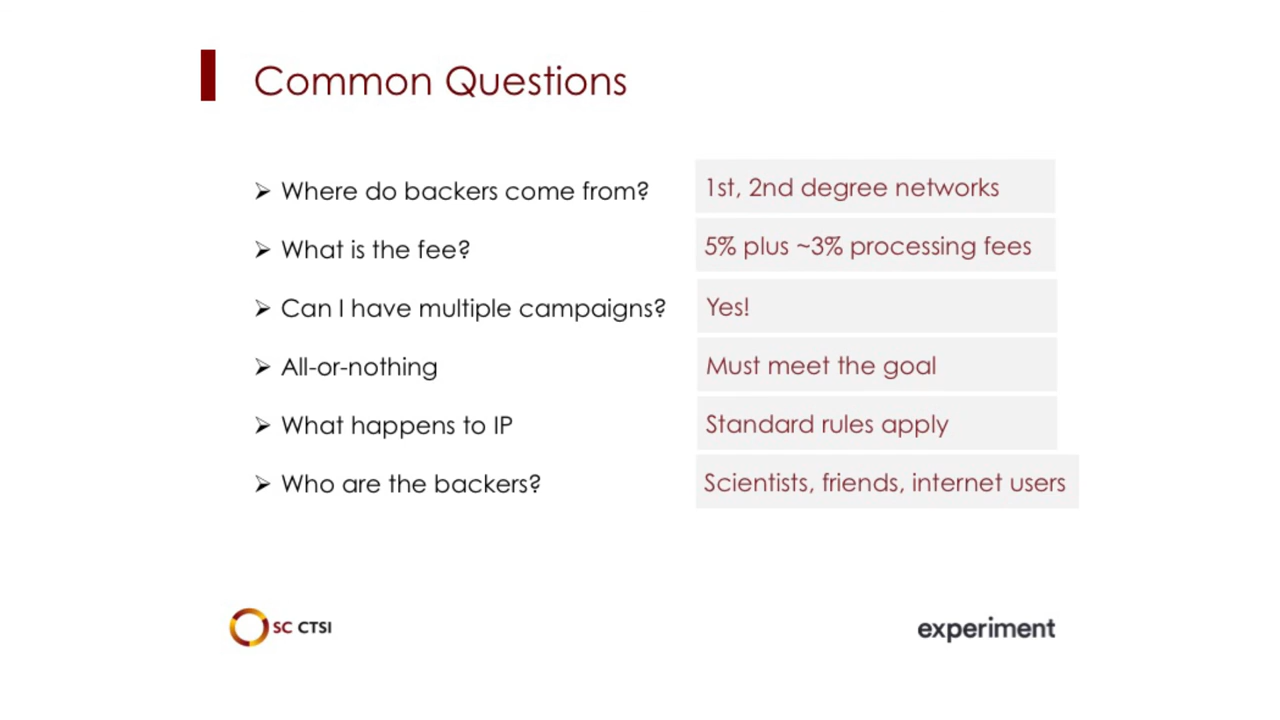 Common Questions
➢ Where do backers come from? 1st, 2nd degree networks
➢ What is the fee? 5% plus ~3% processing fees
➢ Can I have multiple campaigns? Yes!
➢ All-or-nothing Must meet the goal
➢ What happens to IP Standard rules apply
➢ Who are the backers? Scientists, friends, internet users
SC CTSI experiment